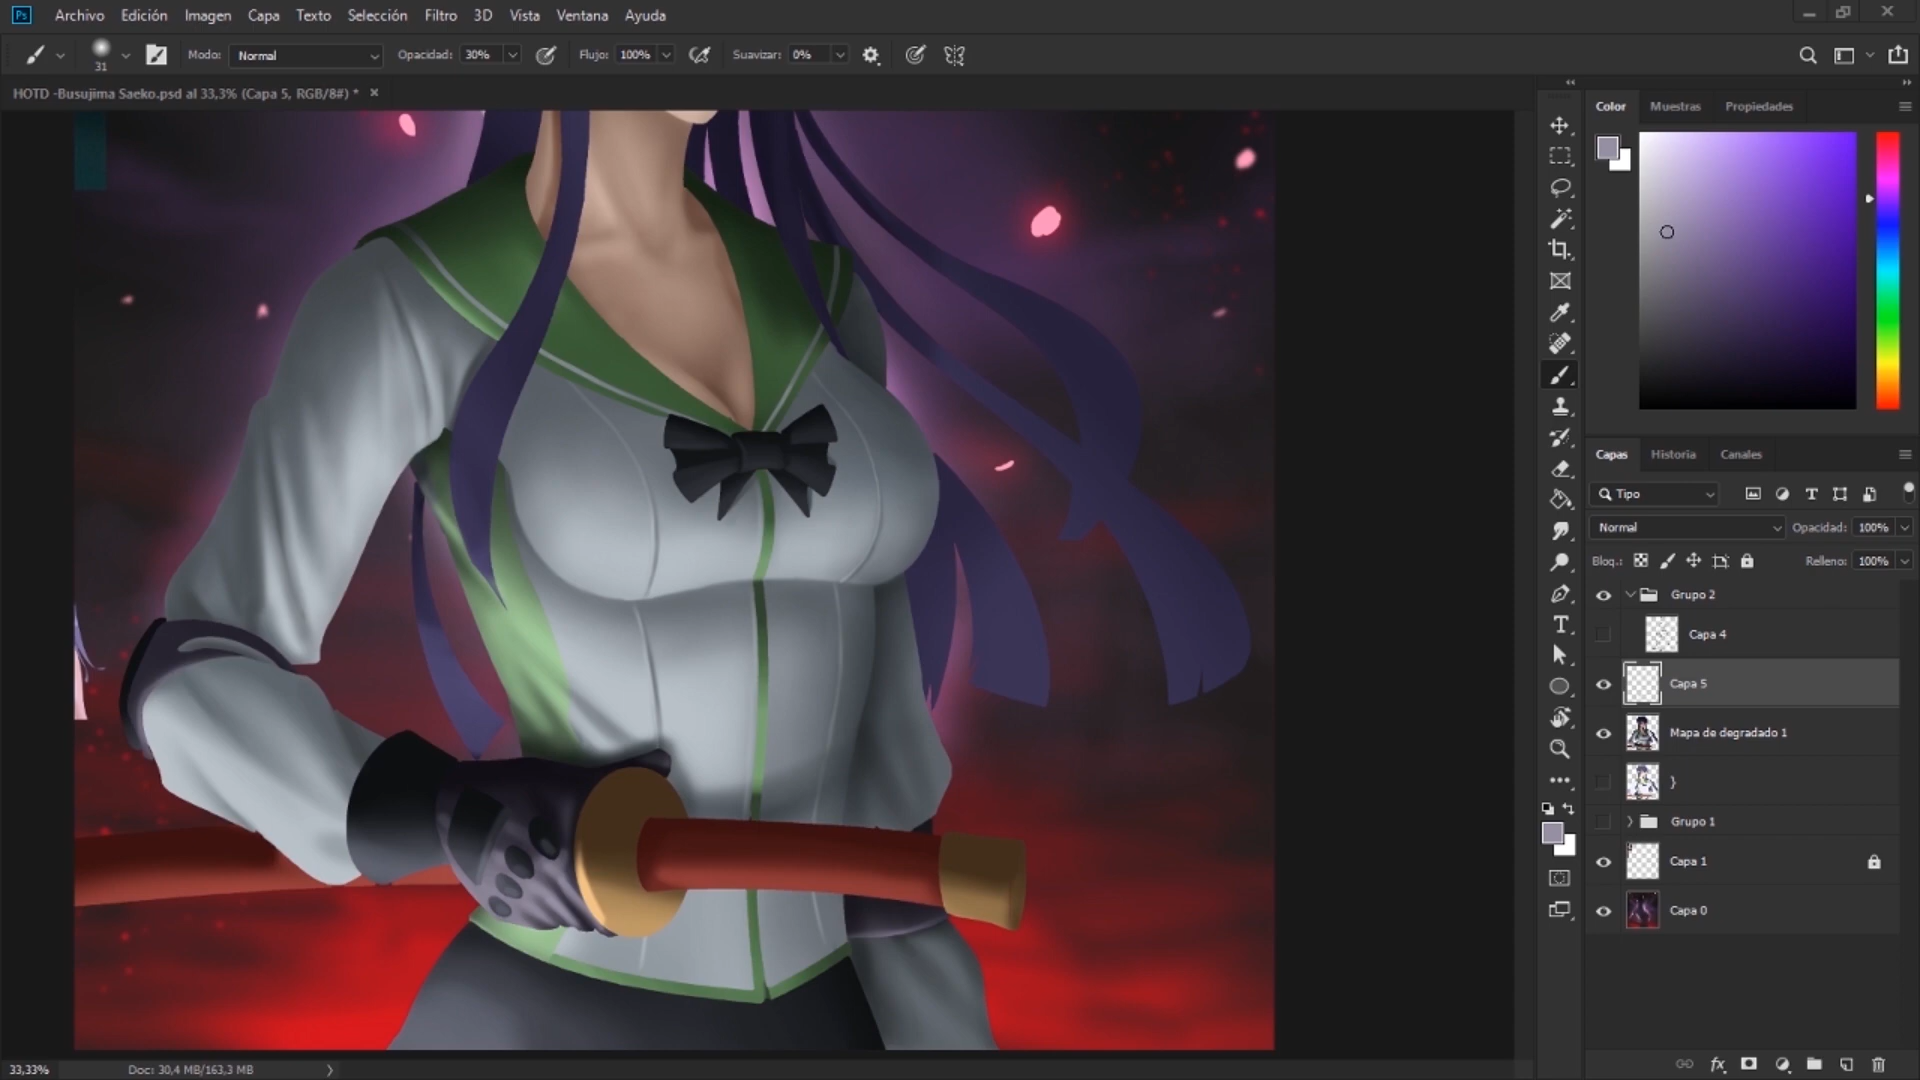 Ps Archivo Edición Imagen Capa Texto Selección Filtro 3D Vista Ventana Ayuda
31 Modo: Normal Opacidad: 30% Flujo: 100% Suavizar: 0%
HOTD -Busujima Saeko.psd al 33,3% (Capa 5, RGB/8#) * ×
Color Muestras Propiedades
Capas Historia Canales
Tipo
Normal Opacidad: 100%
Bloq.: Relleno: 100%
Grupo 2
Capa 4
Capa 5
Mapa de degradado 1
}
Grupo 1
Capa 1
Capa 0
33,33% Doc: 30,4 MB/163,3 MB